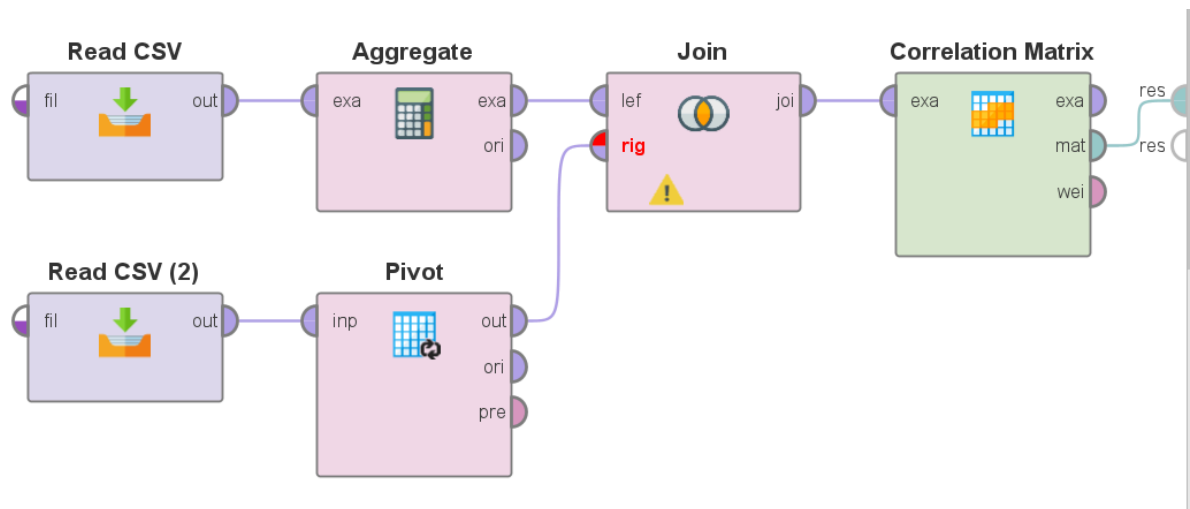 Read CSV
Aggregate
Join
Correlation Matrix
fil
out
exa
exa
ori
lef
rig
joi
exa
exa
mat
wei
res
res
Read CSV (2)
Pivot
fil
out
inp
out
ori
pre